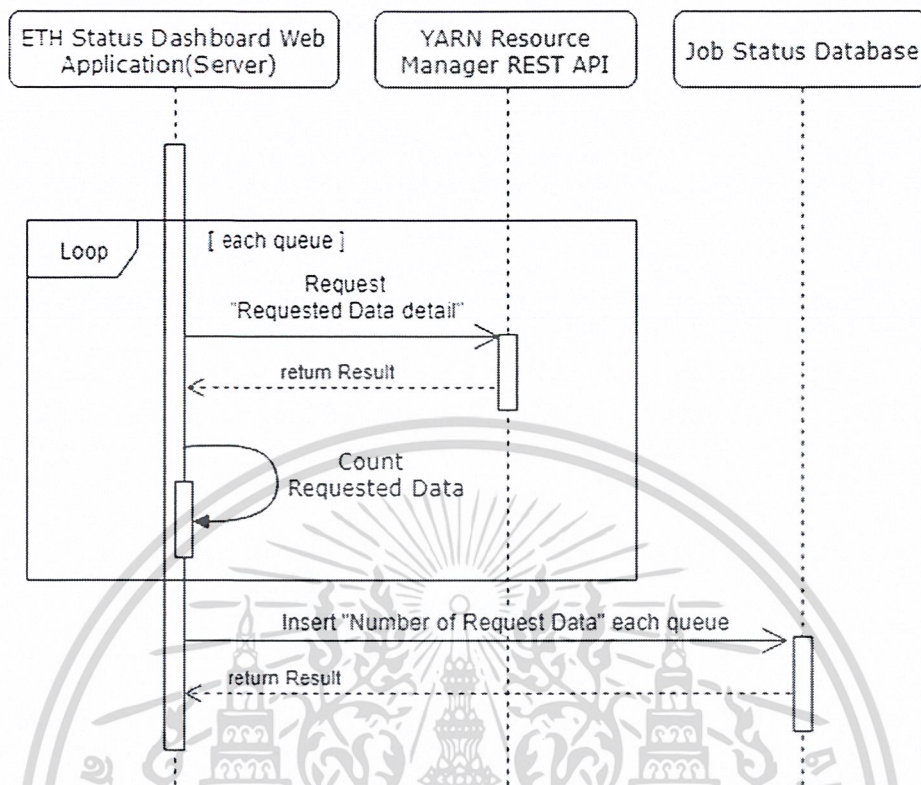 ETH Status Dashboard Web
Application(Server)
YARN Resource
Manager REST API
Job Status Database
Loop
[ each queue ]
Request
"Requested Data detail"
return Result
Count
Requested Data
Insert "Number of Request Data" each queue
return Result